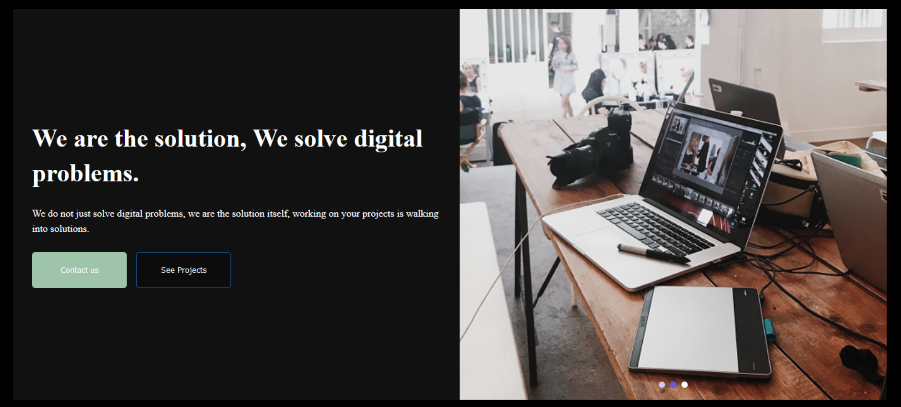 We are the solution, We solve digital
problems.
We do not just solve digital problems, we are the solution itself, working on your projects is walking
into solutions.
Contact us
See Projects